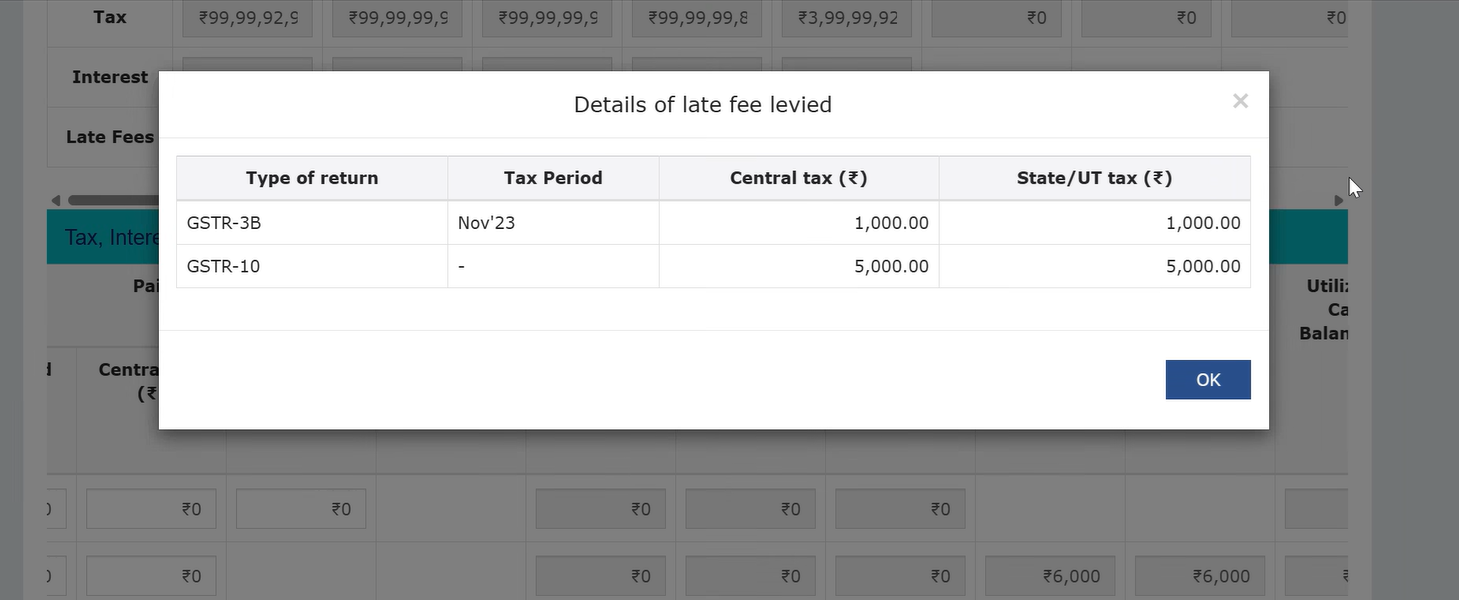 Tax ₹99,99,92,9 ₹99,99,99,9 ₹99,99,99,9 ₹99,99,99,8 ₹3,99,99,92 ₹0 ₹0 ₹0
Interest
Late Fees
Details of late fee levied ×
Type of return Tax Period Central tax (₹) State/UT tax (₹)
GSTR-3B Nov'23 1,000.00 1,000.00
GSTR-10 - 5,000.00 5,000.00
OK
Tax, Intere
Pai
Utiliz
Ca
Balan
d Centra
(₹
0 ₹0 ₹0 ₹0 ₹0 ₹0
0 ₹0 ₹0 ₹0 ₹0 ₹6,000 ₹6,000 ₹